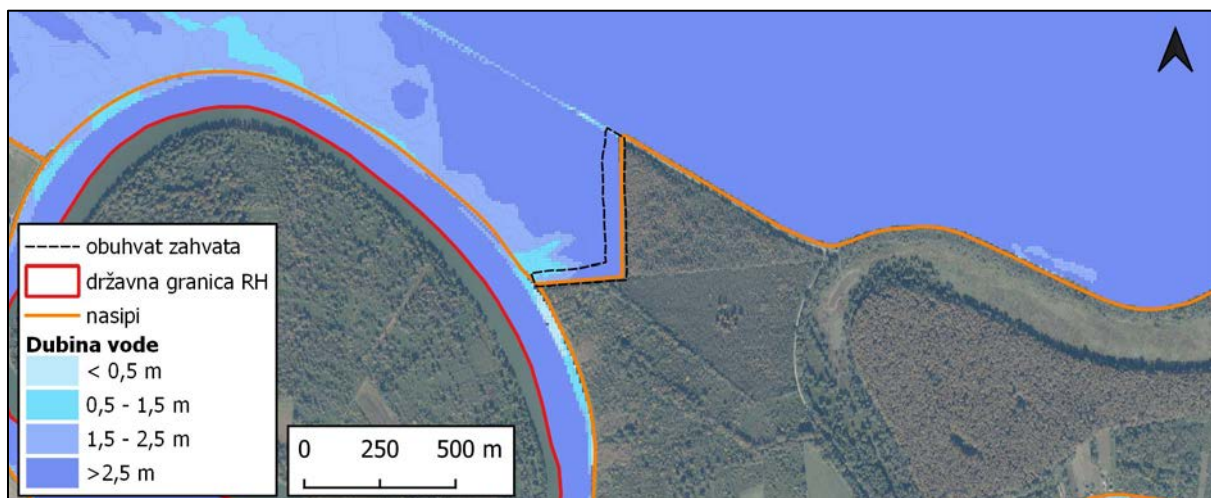 obuhvat zahvata
državna granica RH
nasipi
Dubina vode
< 0,5 m
0,5 - 1,5 m
1,5 - 2,5 m
>2,5 m
0 250 500 m